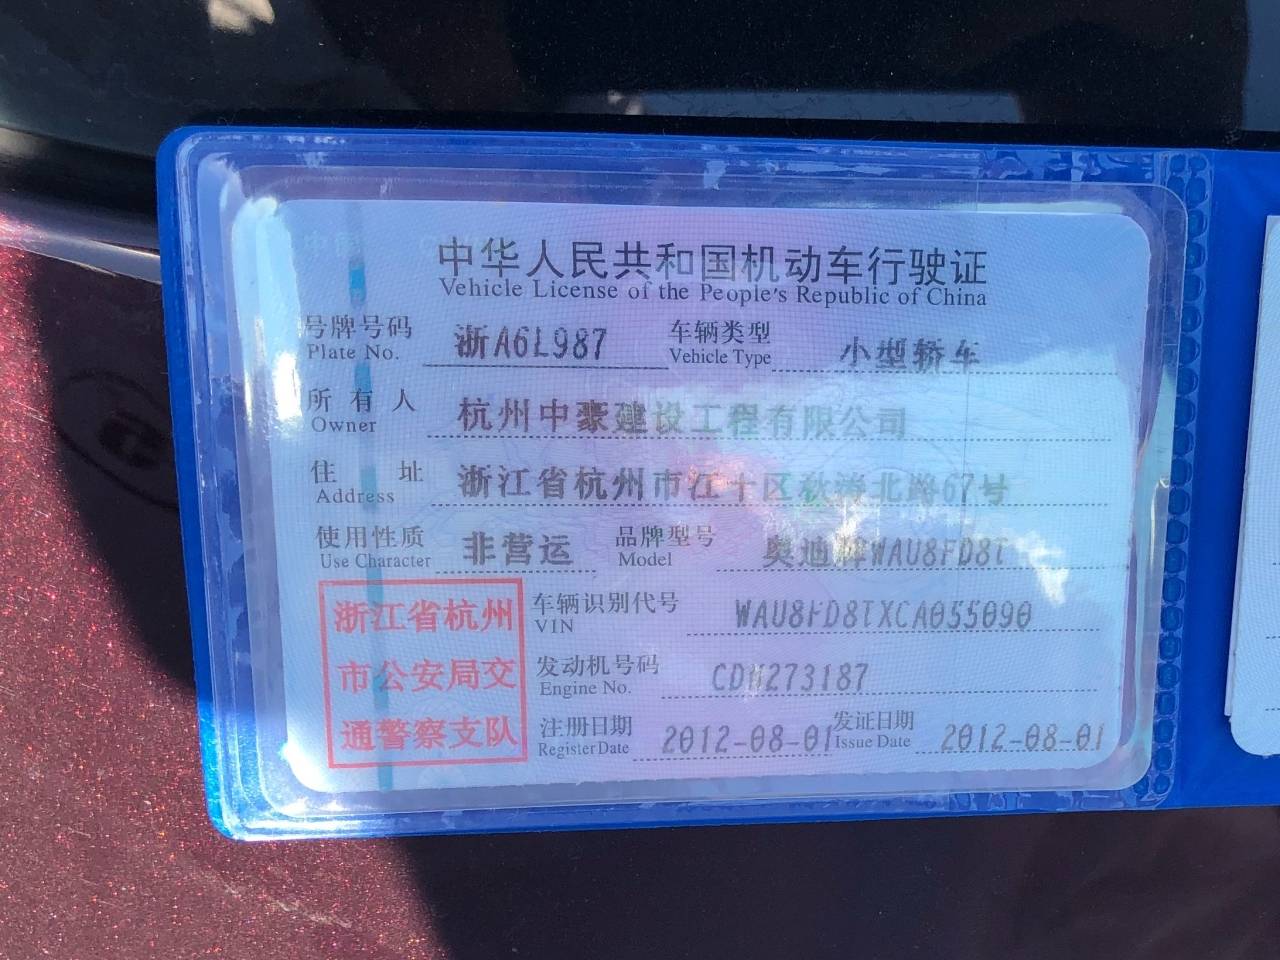 中华人民共和国机动车行驶证
Vehicle License of the People's Republic of China
号牌号码 浙A6L987 车辆类型 小型轿车
Plate No. Vehicle Type
所有人 杭州中豪建设工程有限公司
Owner
住址 浙江省杭州市江干区秋涛北路67号
Address
使用性质 非营运 品牌型号 奥迪牌WAU8FD8T
Use Character Model
浙江省杭州
市公安局交
通警察支队
车辆识别代号 WAU8FD8TXCA055090
VIN
发动机号码 CDN273187
Engine No.
注册日期 2012-08-01 发证日期 2012-08-01
Register Date Issue Date